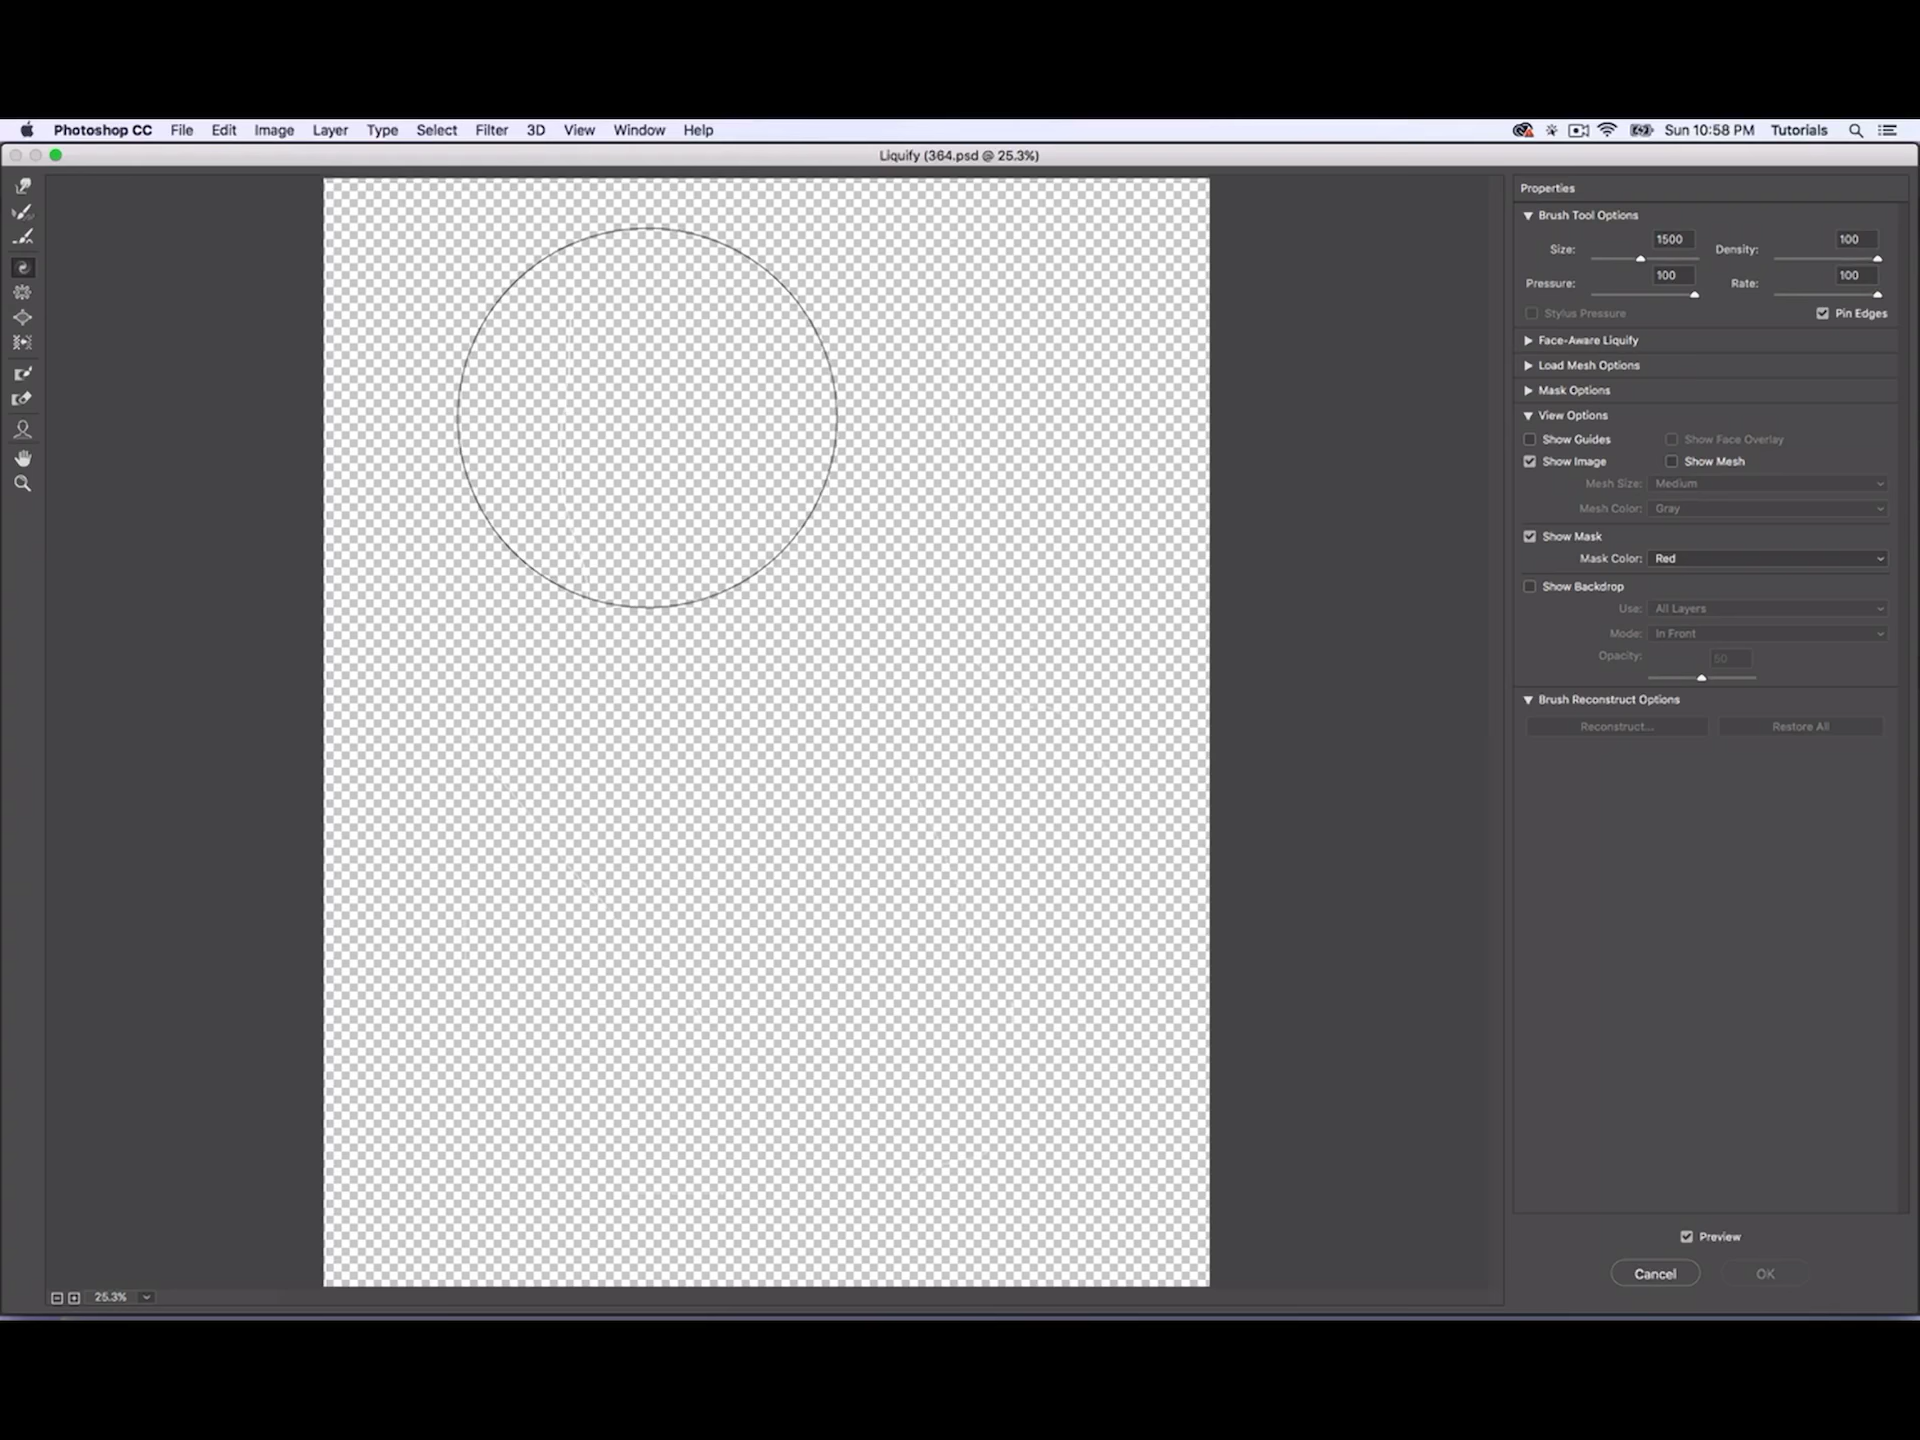 Photoshop CC File Edit Image Layer Type Select Filter 3D View Window Help Sun 10:58 PM Tutorials
Liquify (364.psd @ 25.3%)
Properties
Brush Tool Options
Size: 1500 Density: 100
Pressure: 100 Rate: 100
Stylus Pressure Pin Edges
Face-Aware Liquify
Load Mesh Options
Mask Options
View Options
Show Guides Show Face Overlay
Show Image Show Mesh
Mesh Size: Medium
Mesh Color: Gray
Show Mask
Mask Color: Red
Show Backdrop
Use: All Layers
Mode: In Front
Opacity: 50
Brush Reconstruct Options
Reconstruct... Restore All
Preview
Cancel OK
25.3%